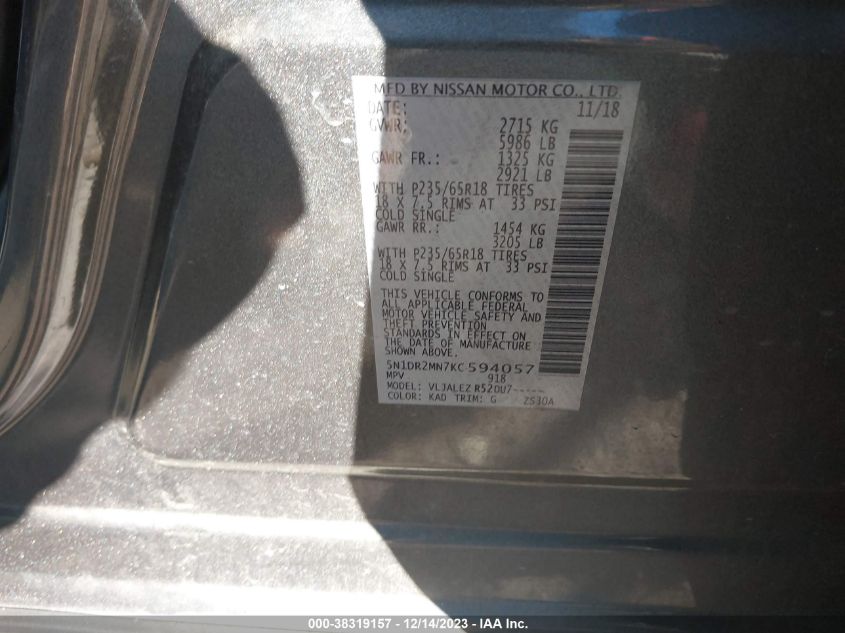 MFD BY NISSAN MOTOR CO., LTD.
DATE: 11/18
GVWR: 2715 KG
5986 LB
GAWR FR.: 1325 KG
2921 LB
WITH P235/65R18 TIRES
18 X 7.5 RIMS AT 33 PSI
COLD SINGLE
GAWR RR.: 1454 KG
3205 LB
WITH P235/65R18 TIRES
18 X 7.5 RIMS AT 33 PSI
COLD SINGLE
THIS VEHICLE CONFORMS TO
ALL APPLICABLE FEDERAL
MOTOR VEHICLE SAFETY AND
THEFT PREVENTION
STANDARDS IN EFFECT ON
THE DATE OF MANUFACTURE
SHOWN ABOVE.
5N1DR2MN7KC594057
MPV 918
MODEL: VLJALEZ R52DU7-----
COLOR: KAD TRIM: G ZS30A
000-38319157 - 12/14/2023 - IAA Inc.